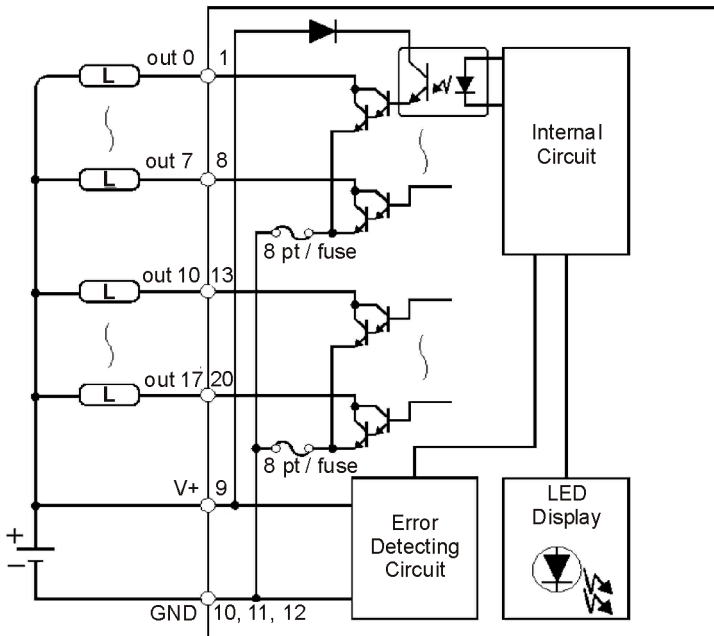 out 0 1
L
Internal
Circuit
out 7 8
L
8 pt / fuse
out 10 13
L
out 17 20
L
8 pt / fuse
V+ 9
+
−
Error
Detecting
Circuit
LED
Display
GND 10, 11, 12